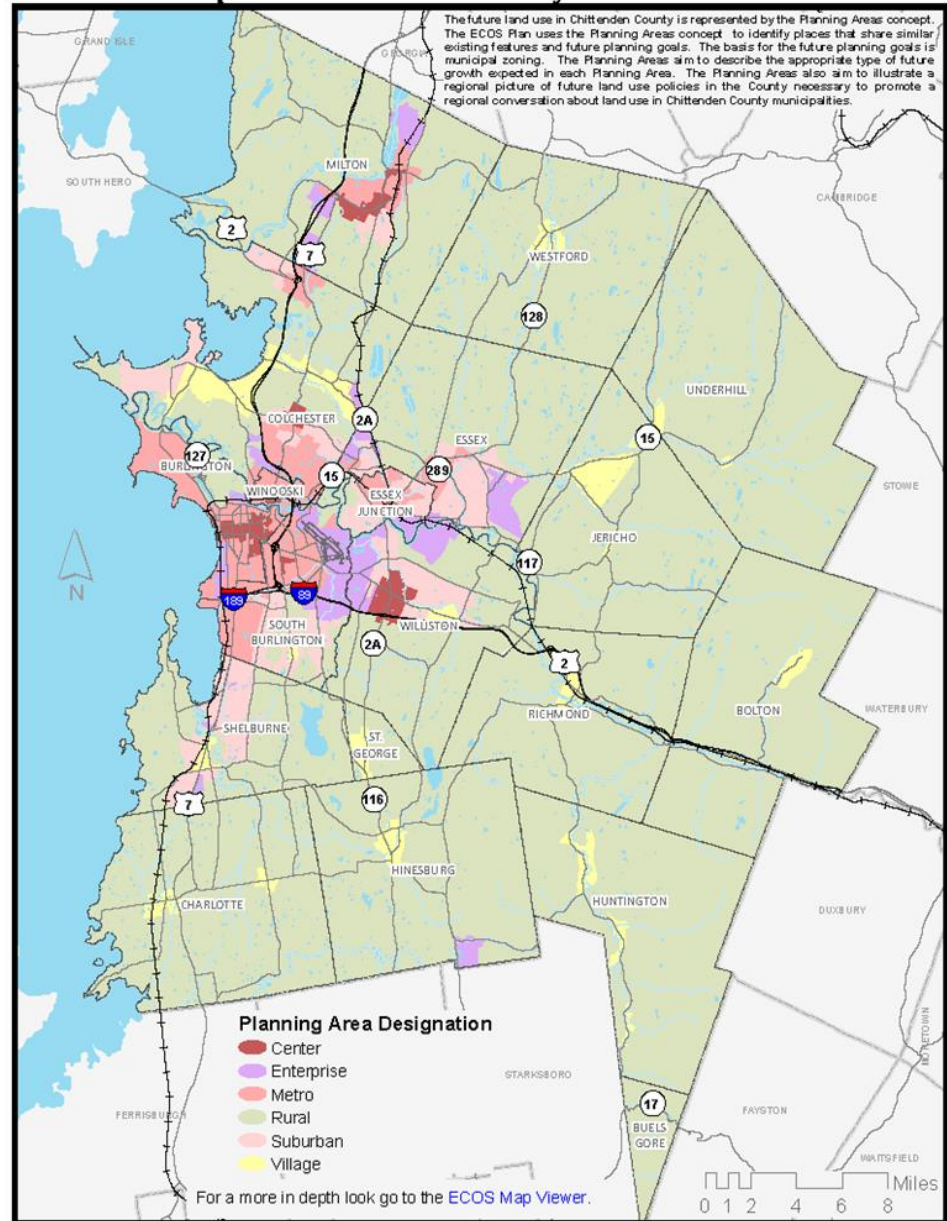 The future land use in Chittenden County is represented by the Planning Areas concept.
The ECOS Plan uses the Planning Areas concept to identify places that share similar
existing features and future planning goals. The basis for the future planning goals is
municipal zoning. The Planning Areas aim to describe the appropriate type of future
growth expected in each Planning Area. The Planning Areas also aim to illustrate a
regional picture of future land use policies in the County necessary to promote a
regional conversation about land use in Chittenden County municipalities.
GRAND ISLE
GEORGIA
MILTON
SOUTH HERO
CAMBRIDGE
2
7
WESTFORD
128
UNDERHILL
COLCHESTER
2A
ESSEX
15
127
BURLINGTON
289
15
STOWE
WINOOSKI
ESSEX
JUNCTION
JERICHO
N
117
189
89
SOUTH
BURLINGTON
WILLISTON
2A
2
RICHMOND
BOLTON
WATERBURY
SHELBURNE
ST.
GEORGE
7
116
HINESBURG
CHARLOTTE
HUNTINGTON
DUXBURY
Planning Area Designation
Center
Enterprise
Metro
Rural
Suburban
Village
STARKSBORO
MORETOWN
FERRISBURGH
17
BUELS
GORE
FAYSTON
WAITSFIELD
For a more in depth look go to the ECOS Map Viewer.
Miles
0 1 2 4 6 8